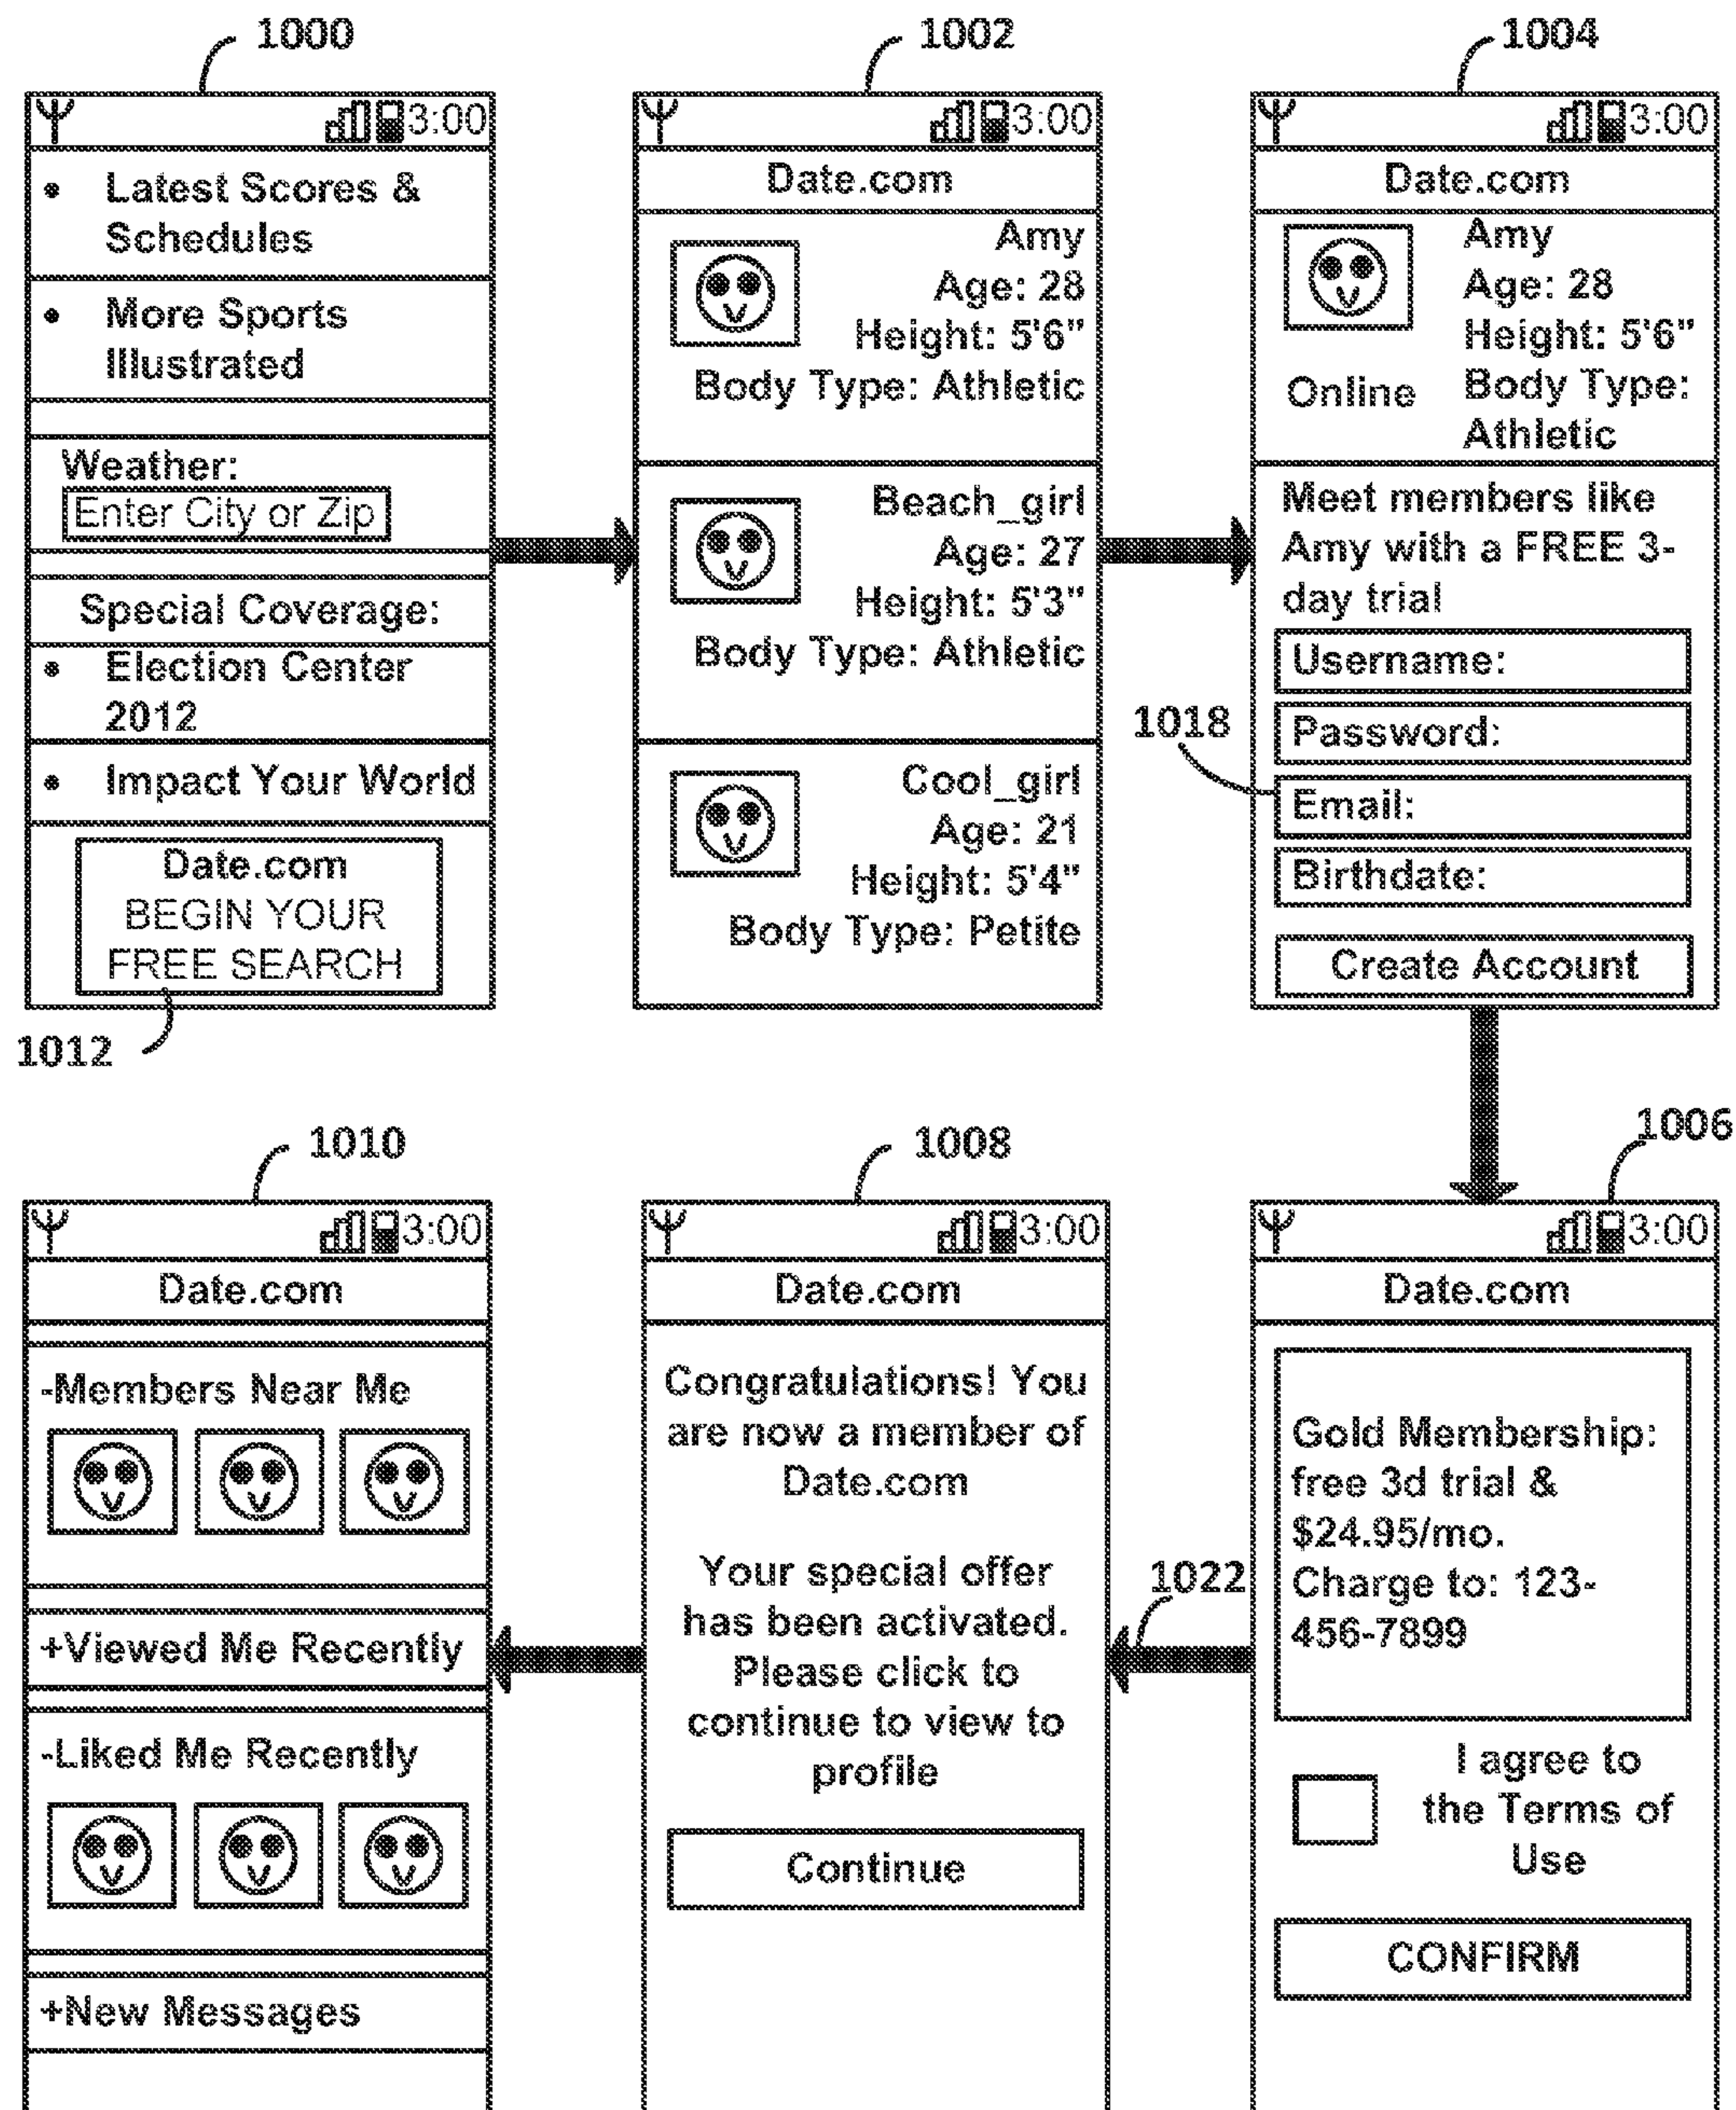 1000
3:00
• Latest Scores &
Schedules
• More Sports
Illustrated
Weather:
Enter City or Zip
Special Coverage:
• Election Center
2012
• Impact Your World
Date.com
BEGIN YOUR
FREE SEARCH
1012
1002
3:00
Date.com
Amy
Age: 28
Height: 5'6"
Body Type: Athletic
Beach_girl
Age: 27
Height: 5'3"
Body Type: Athletic
Cool_girl
Age: 21
Height: 5'4"
Body Type: Petite
1004
3:00
Date.com
Amy
Age: 28
Height: 5'6"
Online
Body Type:
Athletic
Meet members like
Amy with a FREE 3-
day trial
Username:
1018
Password:
Email:
Birthdate:
Create Account
1006
3:00
Date.com
Gold Membership:
free 3d trial &
$24.95/mo.
Charge to: 123-
456-7899
I agree to
the Terms of
Use
CONFIRM
1022
1008
3:00
Date.com
Congratulations! You
are now a member of
Date.com
Your special offer
has been activated.
Please click to
continue to view to
profile
Continue
1010
3:00
Date.com
-Members Near Me
+Viewed Me Recently
-Liked Me Recently
+New Messages